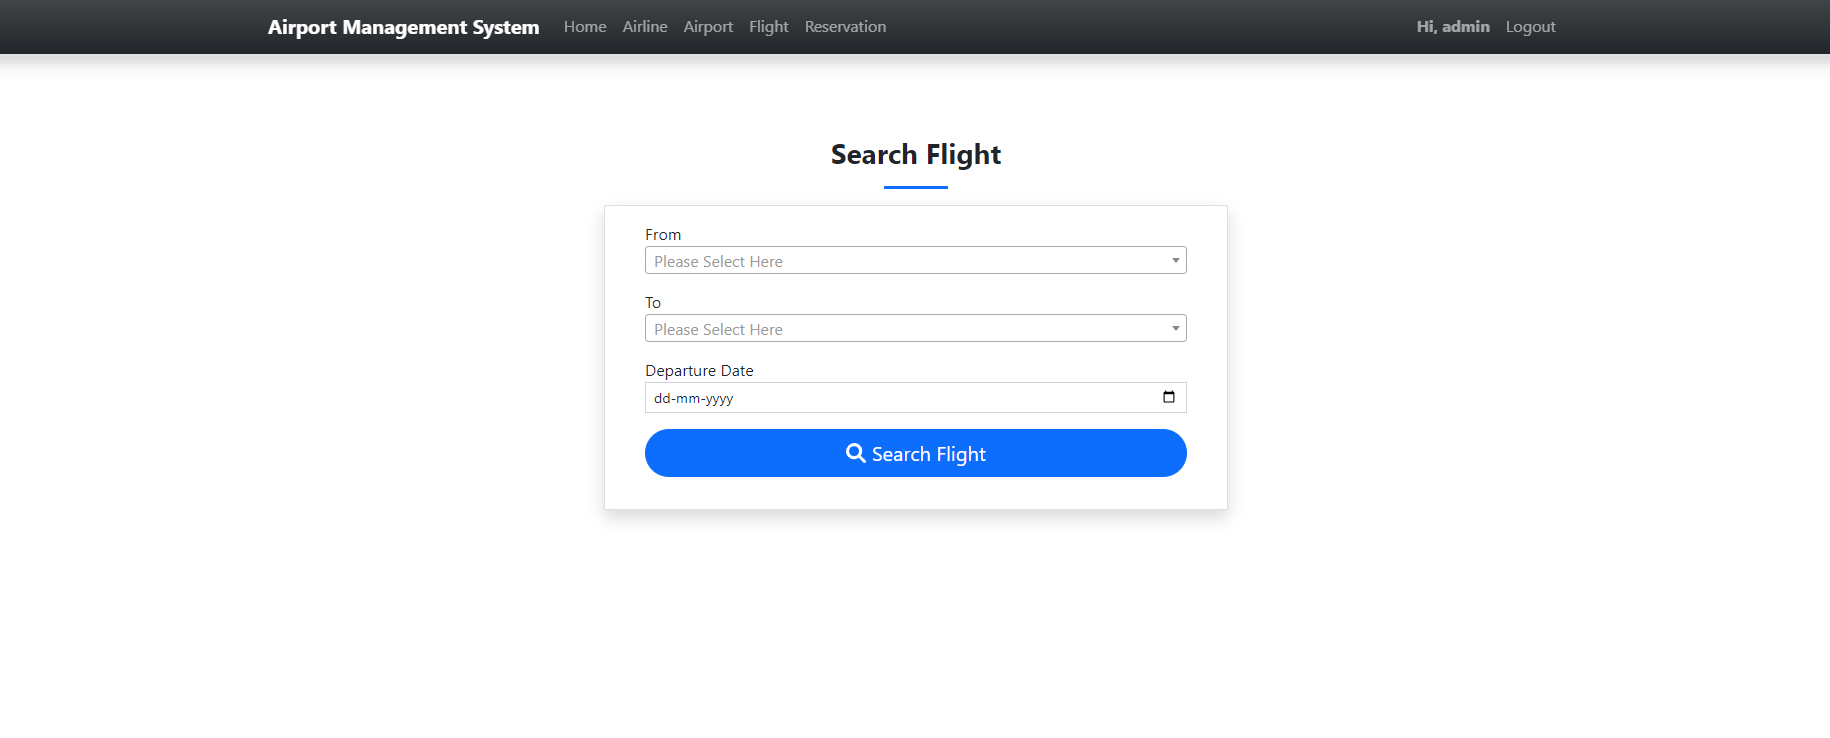 Airport Management System Home Airline Airport Flight Reservation Hi, admin Logout
Search Flight
From
Please Select Here
To
Please Select Here
Departure Date
dd-mm-yyyy
Search Flight